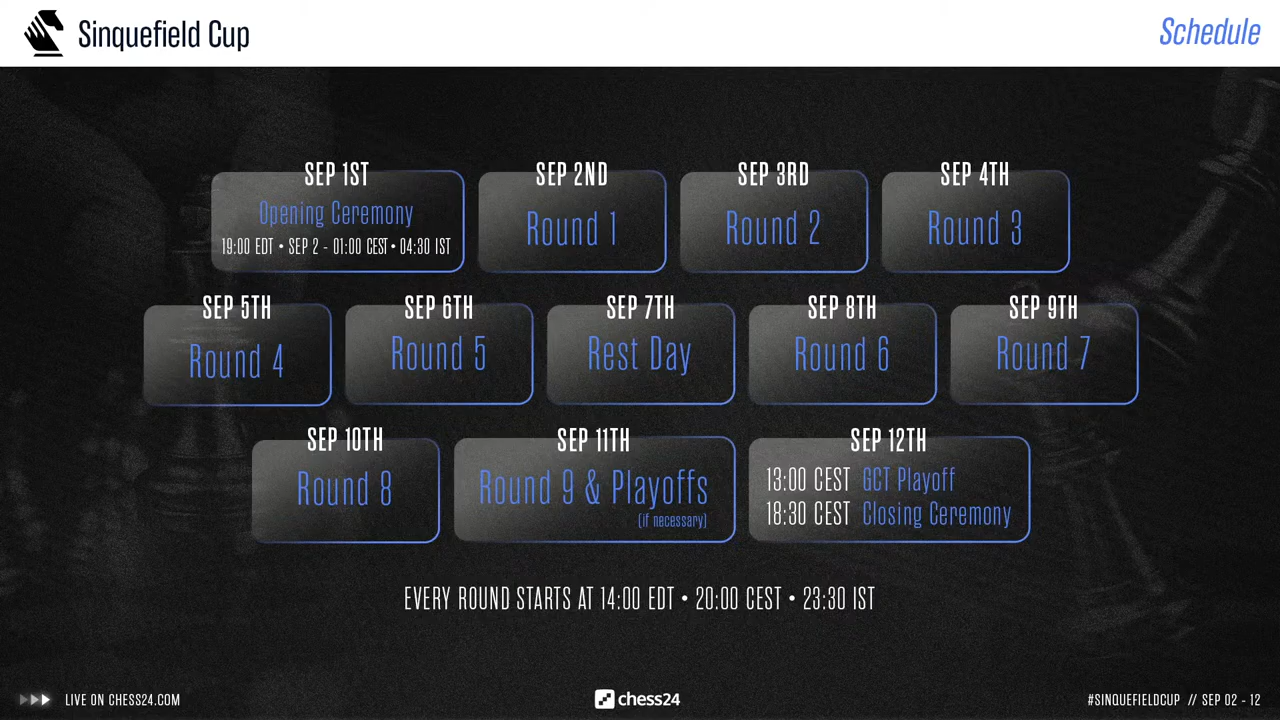 Sinquefield Cup
Schedule
SEP 1ST
Opening Ceremony
19:00 EDT • SEP 2 - 01:00 CEST • 04:30 IST
SEP 2ND
Round 1
SEP 3RD
Round 2
SEP 4TH
Round 3
SEP 5TH
Round 4
SEP 6TH
Round 5
SEP 7TH
Rest Day
SEP 8TH
Round 6
SEP 9TH
Round 7
SEP 10TH
Round 8
SEP 11TH
Round 9 & Playoffs
(if necessary)
SEP 12TH
13:00 CEST GCT Playoff
18:30 CEST Closing Ceremony
EVERY ROUND STARTS AT 14:00 EDT • 20:00 CEST • 23:30 IST
LIVE ON CHESS24.COM
chess24
#SINQUEFIELDCUP // SEP 02 - 12